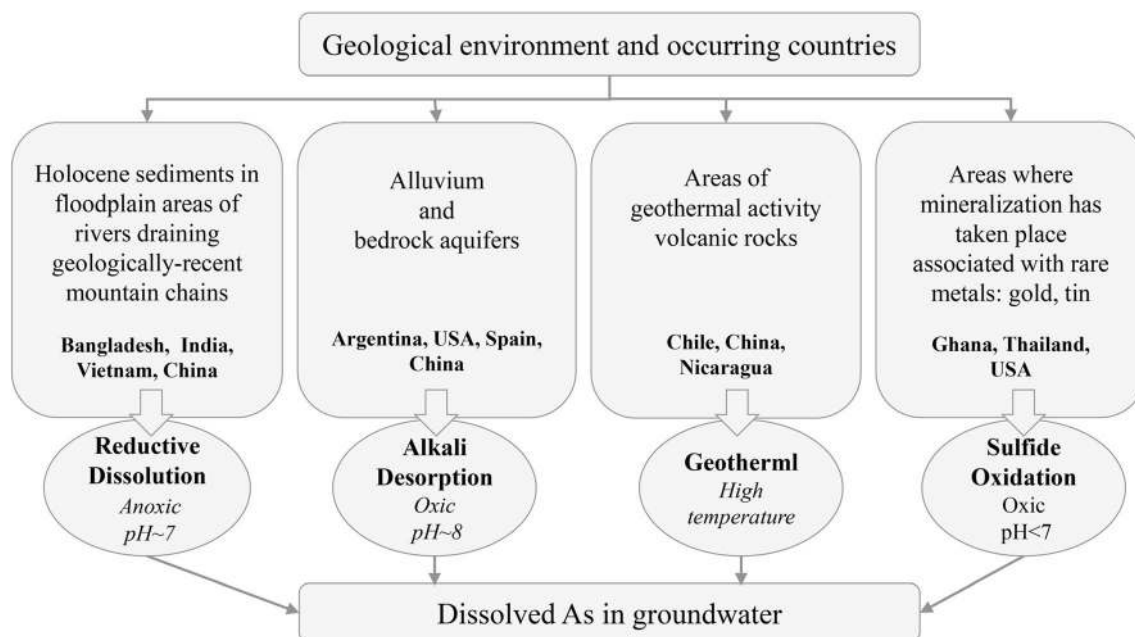 Geological environment and occurring countries
Holocene sediments in
floodplain areas of
rivers draining
geologically-recent
mountain chains
Bangladesh, India,
Vietnam, China
Reductive
Dissolution
Anoxic
pH~7
Alluvium
and
bedrock aquifers
Argentina, USA, Spain,
China
Alkali
Desorption
Oxic
pH~8
Areas of
geothermal activity
volcanic rocks
Chile, China,
Nicaragua
Geotherml
High
temperature
Areas where
mineralization has
taken place
associated with rare
metals: gold, tin
Ghana, Thailand,
USA
Sulfide
Oxidation
Oxic
pH<7
Dissolved As in groundwater